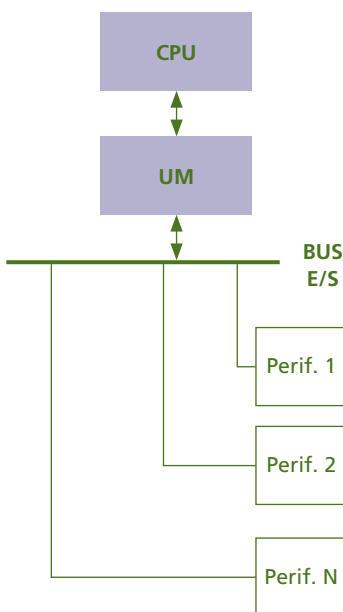 CPU
UM
BUS
E/S
Perif. 1
Perif. 2
Perif. N